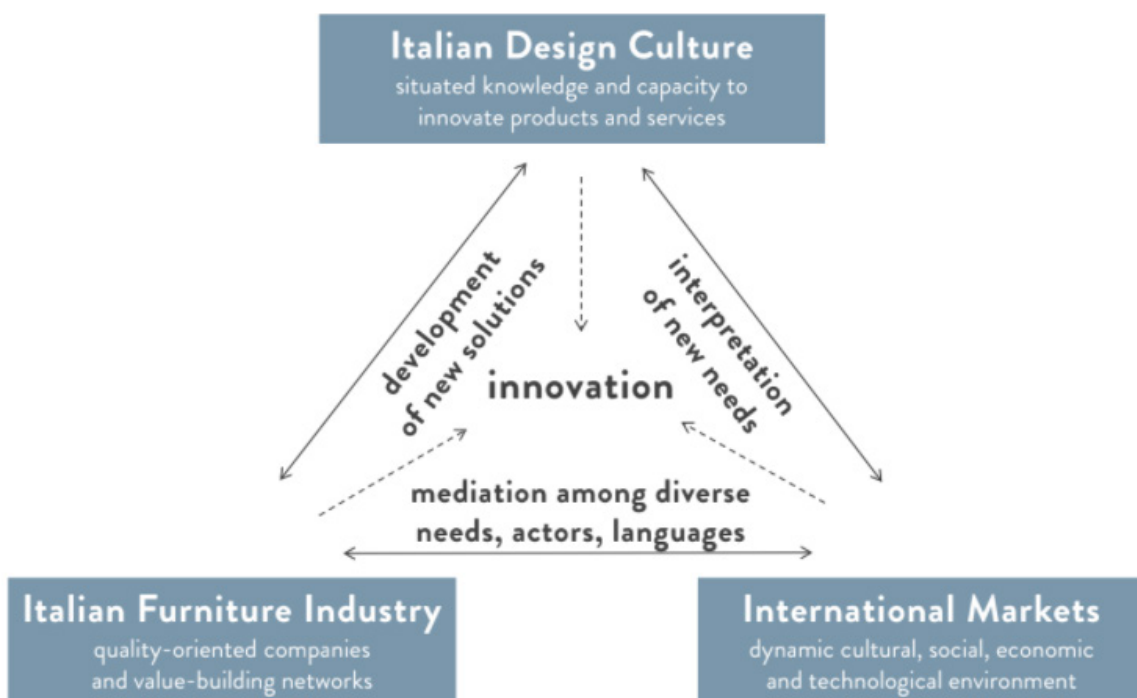 Italian Design Culture
situated knowledge and capacity to
innovate products and services
development
of new solutions
interpretation
of new needs
innovation
mediation among diverse
needs, actors, languages
Italian Furniture Industry
quality-oriented companies
and value-building networks
International Markets
dynamic cultural, social, economic
and technological environment